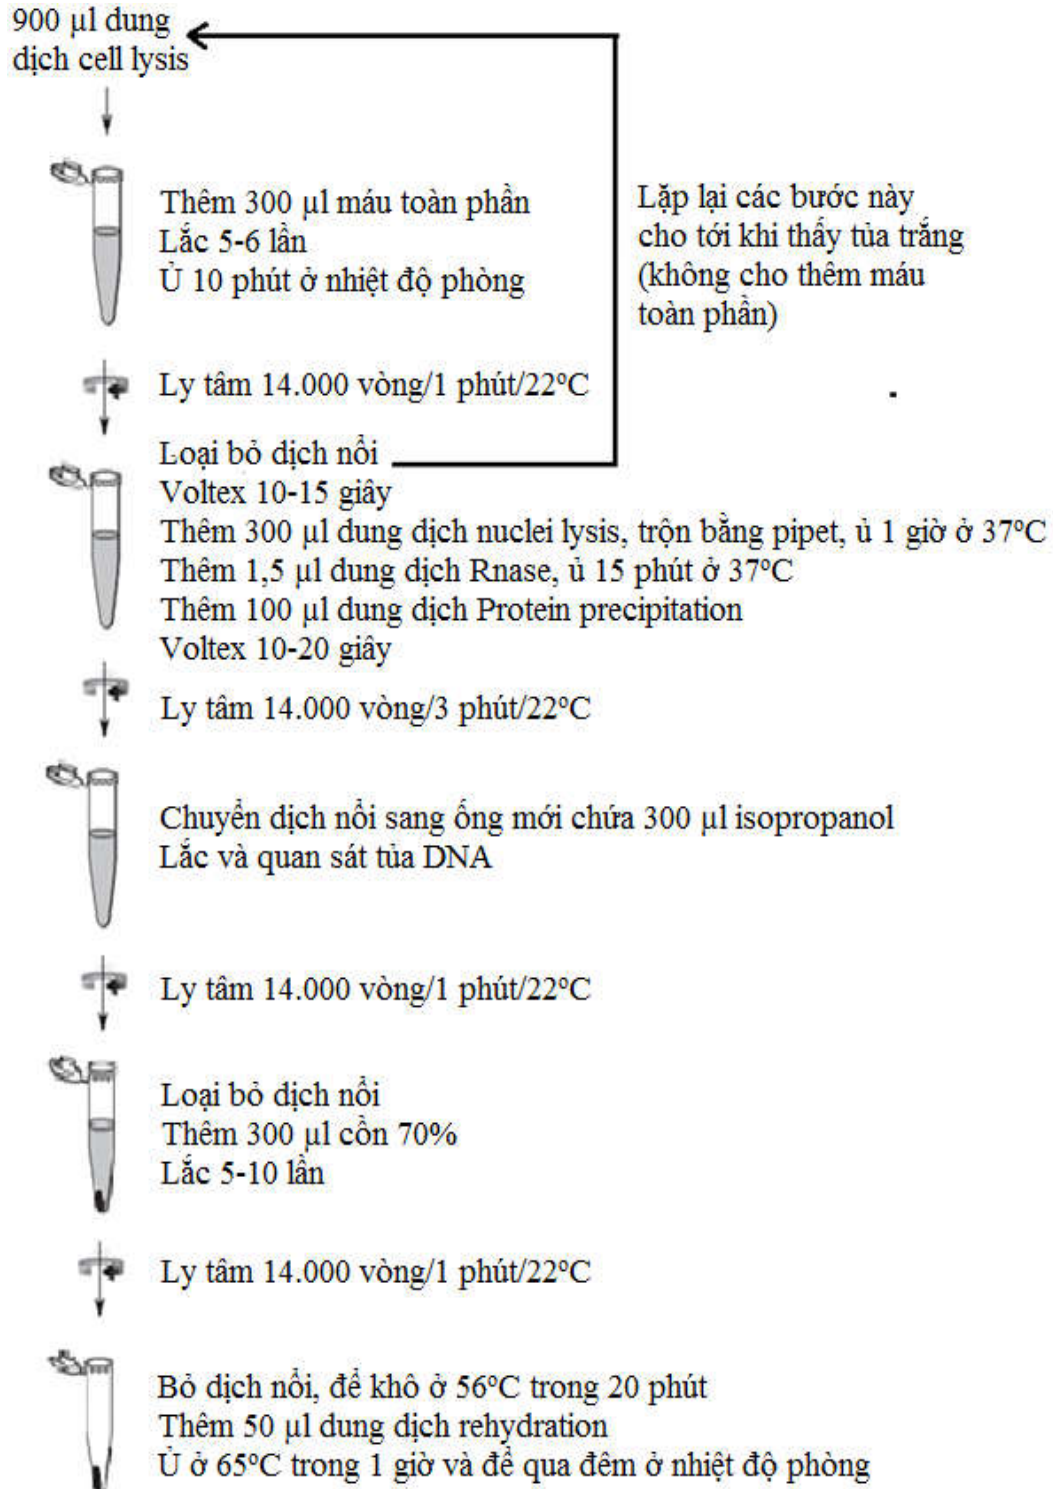 900 µl dung
dịch cell lysis
Thêm 300 µl máu toàn phần
Lắc 5-6 lần
Ủ 10 phút ở nhiệt độ phòng
Lặp lại các bước này
cho tới khi thấy tủa trắng
(không cho thêm máu
toàn phần)
Ly tâm 14.000 vòng/1 phút/22ºC
Loại bỏ dịch nổi
Voltex 10-15 giây
Thêm 300 µl dung dịch nuclei lysis, trộn bằng pipet, ủ 1 giờ ở 37ºC
Thêm 1,5 µl dung dịch Rnase, ủ 15 phút ở 37ºC
Thêm 100 µl dung dịch Protein precipitation
Voltex 10-20 giây
Ly tâm 14.000 vòng/3 phút/22ºC
Chuyển dịch nổi sang ống mới chứa 300 µl isopropanol
Lắc và quan sát tủa DNA
Ly tâm 14.000 vòng/1 phút/22ºC
Loại bỏ dịch nổi
Thêm 300 µl cồn 70%
Lắc 5-10 lần
Ly tâm 14.000 vòng/1 phút/22ºC
Bỏ dịch nổi, để khô ở 56ºC trong 20 phút
Thêm 50 µl dung dịch rehydration
Ủ ở 65ºC trong 1 giờ và để qua đêm ở nhiệt độ phòng